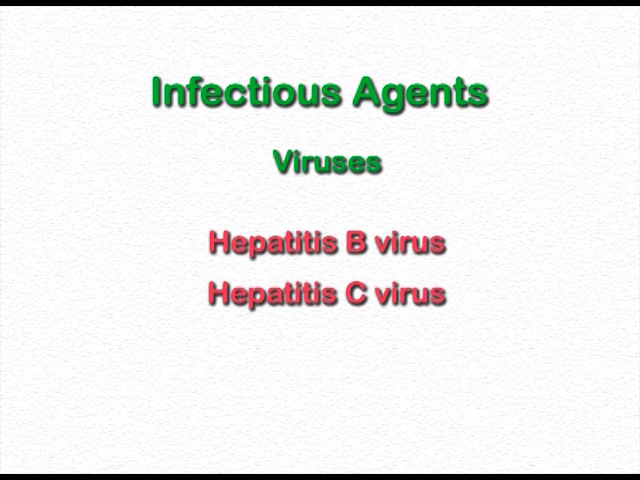 Infectious Agents
Viruses
Hepatitis B virus
Hepatitis C virus